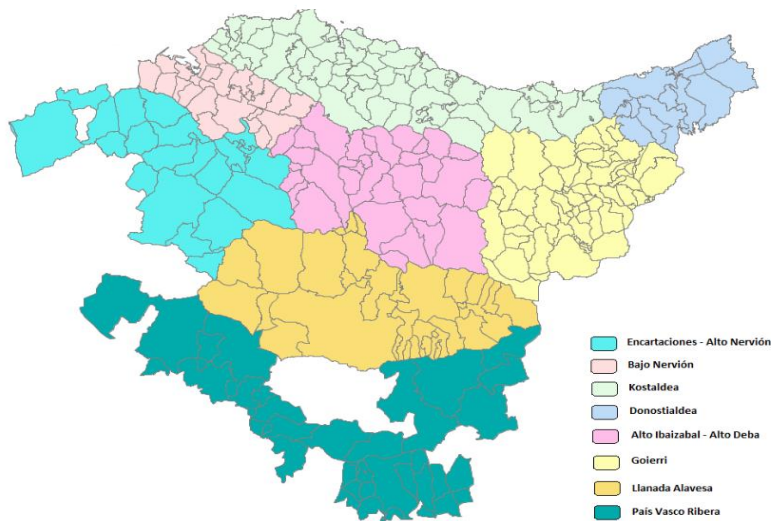 Encartaciones - Alto Nervión
Bajo Nervión
Kostaldea
Donostialdea
Alto Ibaizabal - Alto Deba
Goierri
Llanada Alavesa
País Vasco Ribera